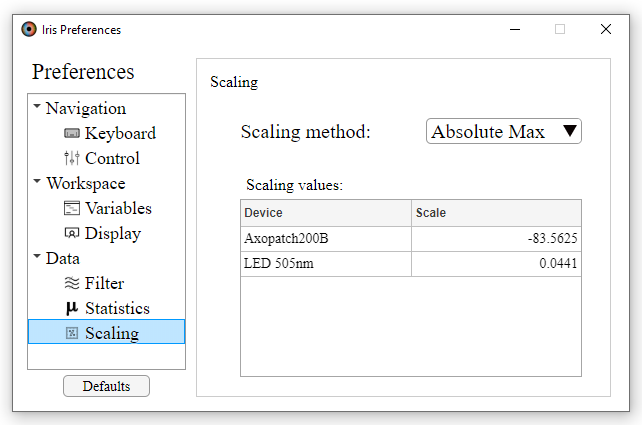 Iris Preferences
Preferences
Navigation
Keyboard
Control
Workspace
Variables
Display
Data
Filter
Statistics
Scaling
Defaults
Scaling
Scaling method: Absolute Max
Scaling values:
Device Scale
Axopatch200B -83.5625
LED 505nm 0.0441